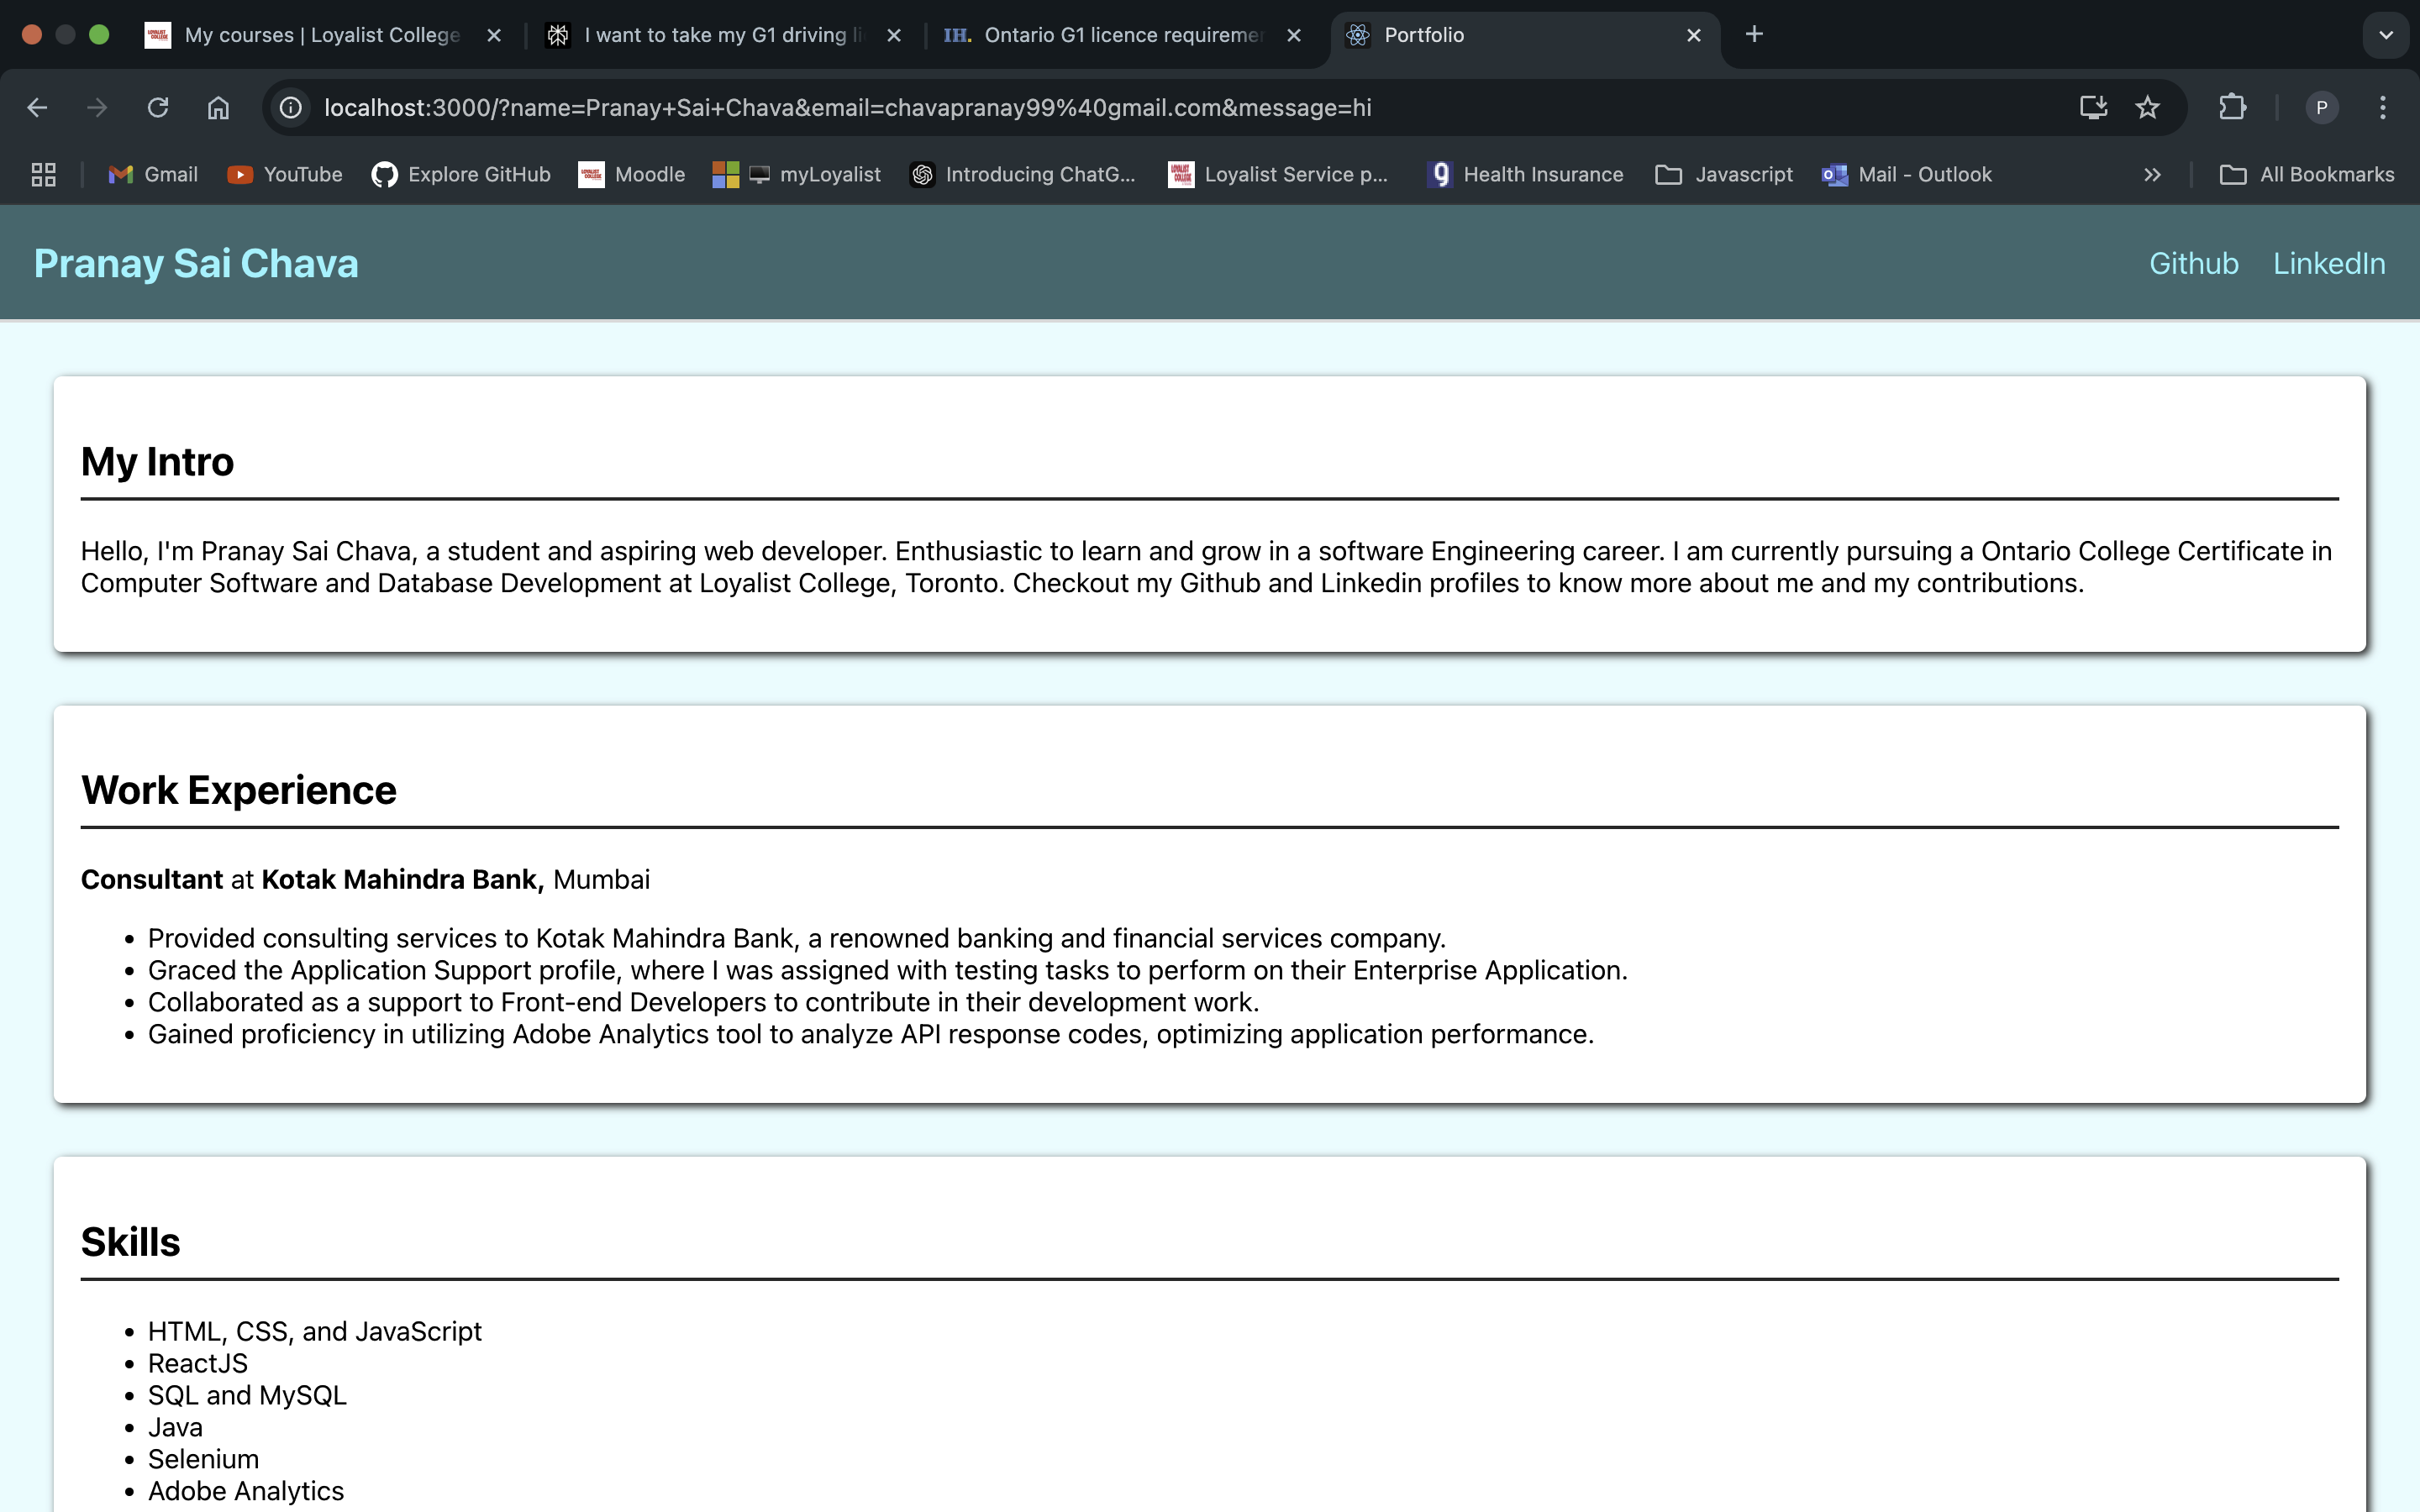 My courses | Loyalist College
I want to take my G1 driving li
IH. Ontario G1 licence requiremen
Portfolio
localhost:3000/?name=Pranay+Sai+Chava&email=chavapranay99%40gmail.com&message=hi
P
Gmail YouTube Explore GitHub Moodle myLoyalist Introducing ChatG... Loyalist Service p... Health Insurance Javascript Mail - Outlook All Bookmarks
Pranay Sai Chava
Github LinkedIn
My Intro
Hello, I'm Pranay Sai Chava, a student and aspiring web developer. Enthusiastic to learn and grow in a software Engineering career. I am currently pursuing a Ontario College Certificate in
Computer Software and Database Development at Loyalist College, Toronto. Checkout my Github and Linkedin profiles to know more about me and my contributions.
Work Experience
Consultant at Kotak Mahindra Bank, Mumbai
• Provided consulting services to Kotak Mahindra Bank, a renowned banking and financial services company.
• Graced the Application Support profile, where I was assigned with testing tasks to perform on their Enterprise Application.
• Collaborated as a support to Front-end Developers to contribute in their development work.
• Gained proficiency in utilizing Adobe Analytics tool to analyze API response codes, optimizing application performance.
Skills
• HTML, CSS, and JavaScript
• ReactJS
• SQL and MySQL
• Java
• Selenium
• Adobe Analytics